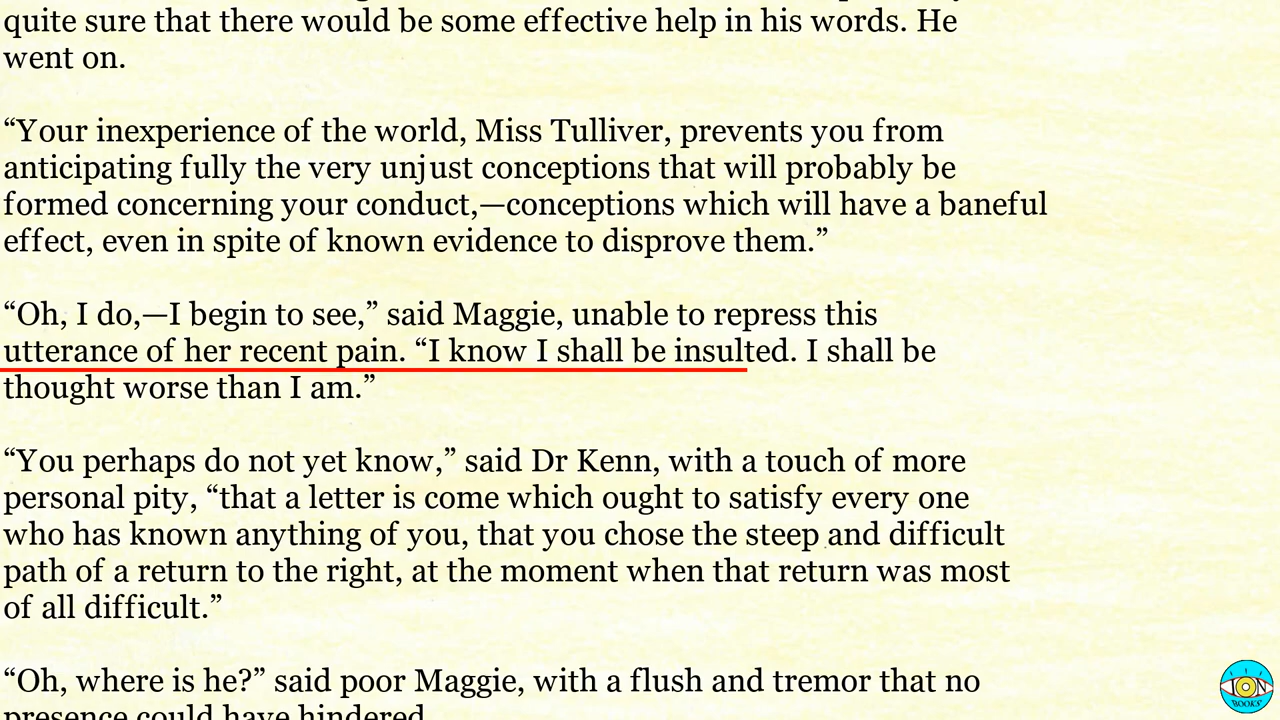 quite sure that there would be some effective help in his words. He
went on.
“Your inexperience of the world, Miss Tulliver, prevents you from
anticipating fully the very unjust conceptions that will probably be
formed concerning your conduct,—conceptions which will have a baneful
effect, even in spite of known evidence to disprove them.”
“Oh, I do,—I begin to see,” said Maggie, unable to repress this
utterance of her recent pain. “I know I shall be insulted. I shall be
thought worse than I am.”
“You perhaps do not yet know,” said Dr Kenn, with a touch of more
personal pity, “that a letter is come which ought to satisfy every one
who has known anything of you, that you chose the steep and difficult
path of a return to the right, at the moment when that return was most
of all difficult.”
“Oh, where is he?” said poor Maggie, with a flush and tremor that no
presence could have hindered.
ION
BOOKS